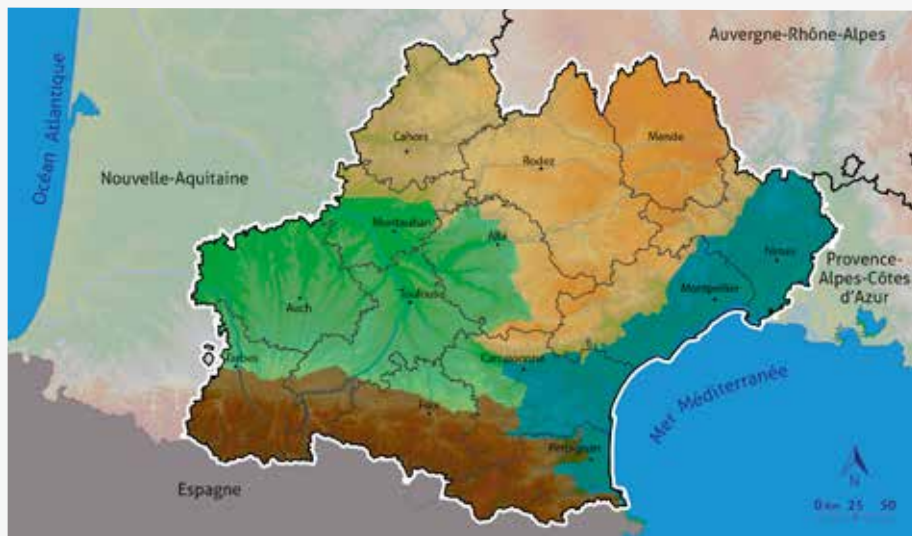 Auvergne-Rhône-Alpes
Océan Atlantique
Cahors
Mende
Rodez
Nouvelle-Aquitaine
Montauban
Albi
Nîmes
Provence-
Alpes-Côtes
d'Azur
Auch
Toulouse
Montpellier
Tarbes
Carcassonne
Foix
Mer Méditerranée
Perpignan
Espagne
N
0 Km 25 50